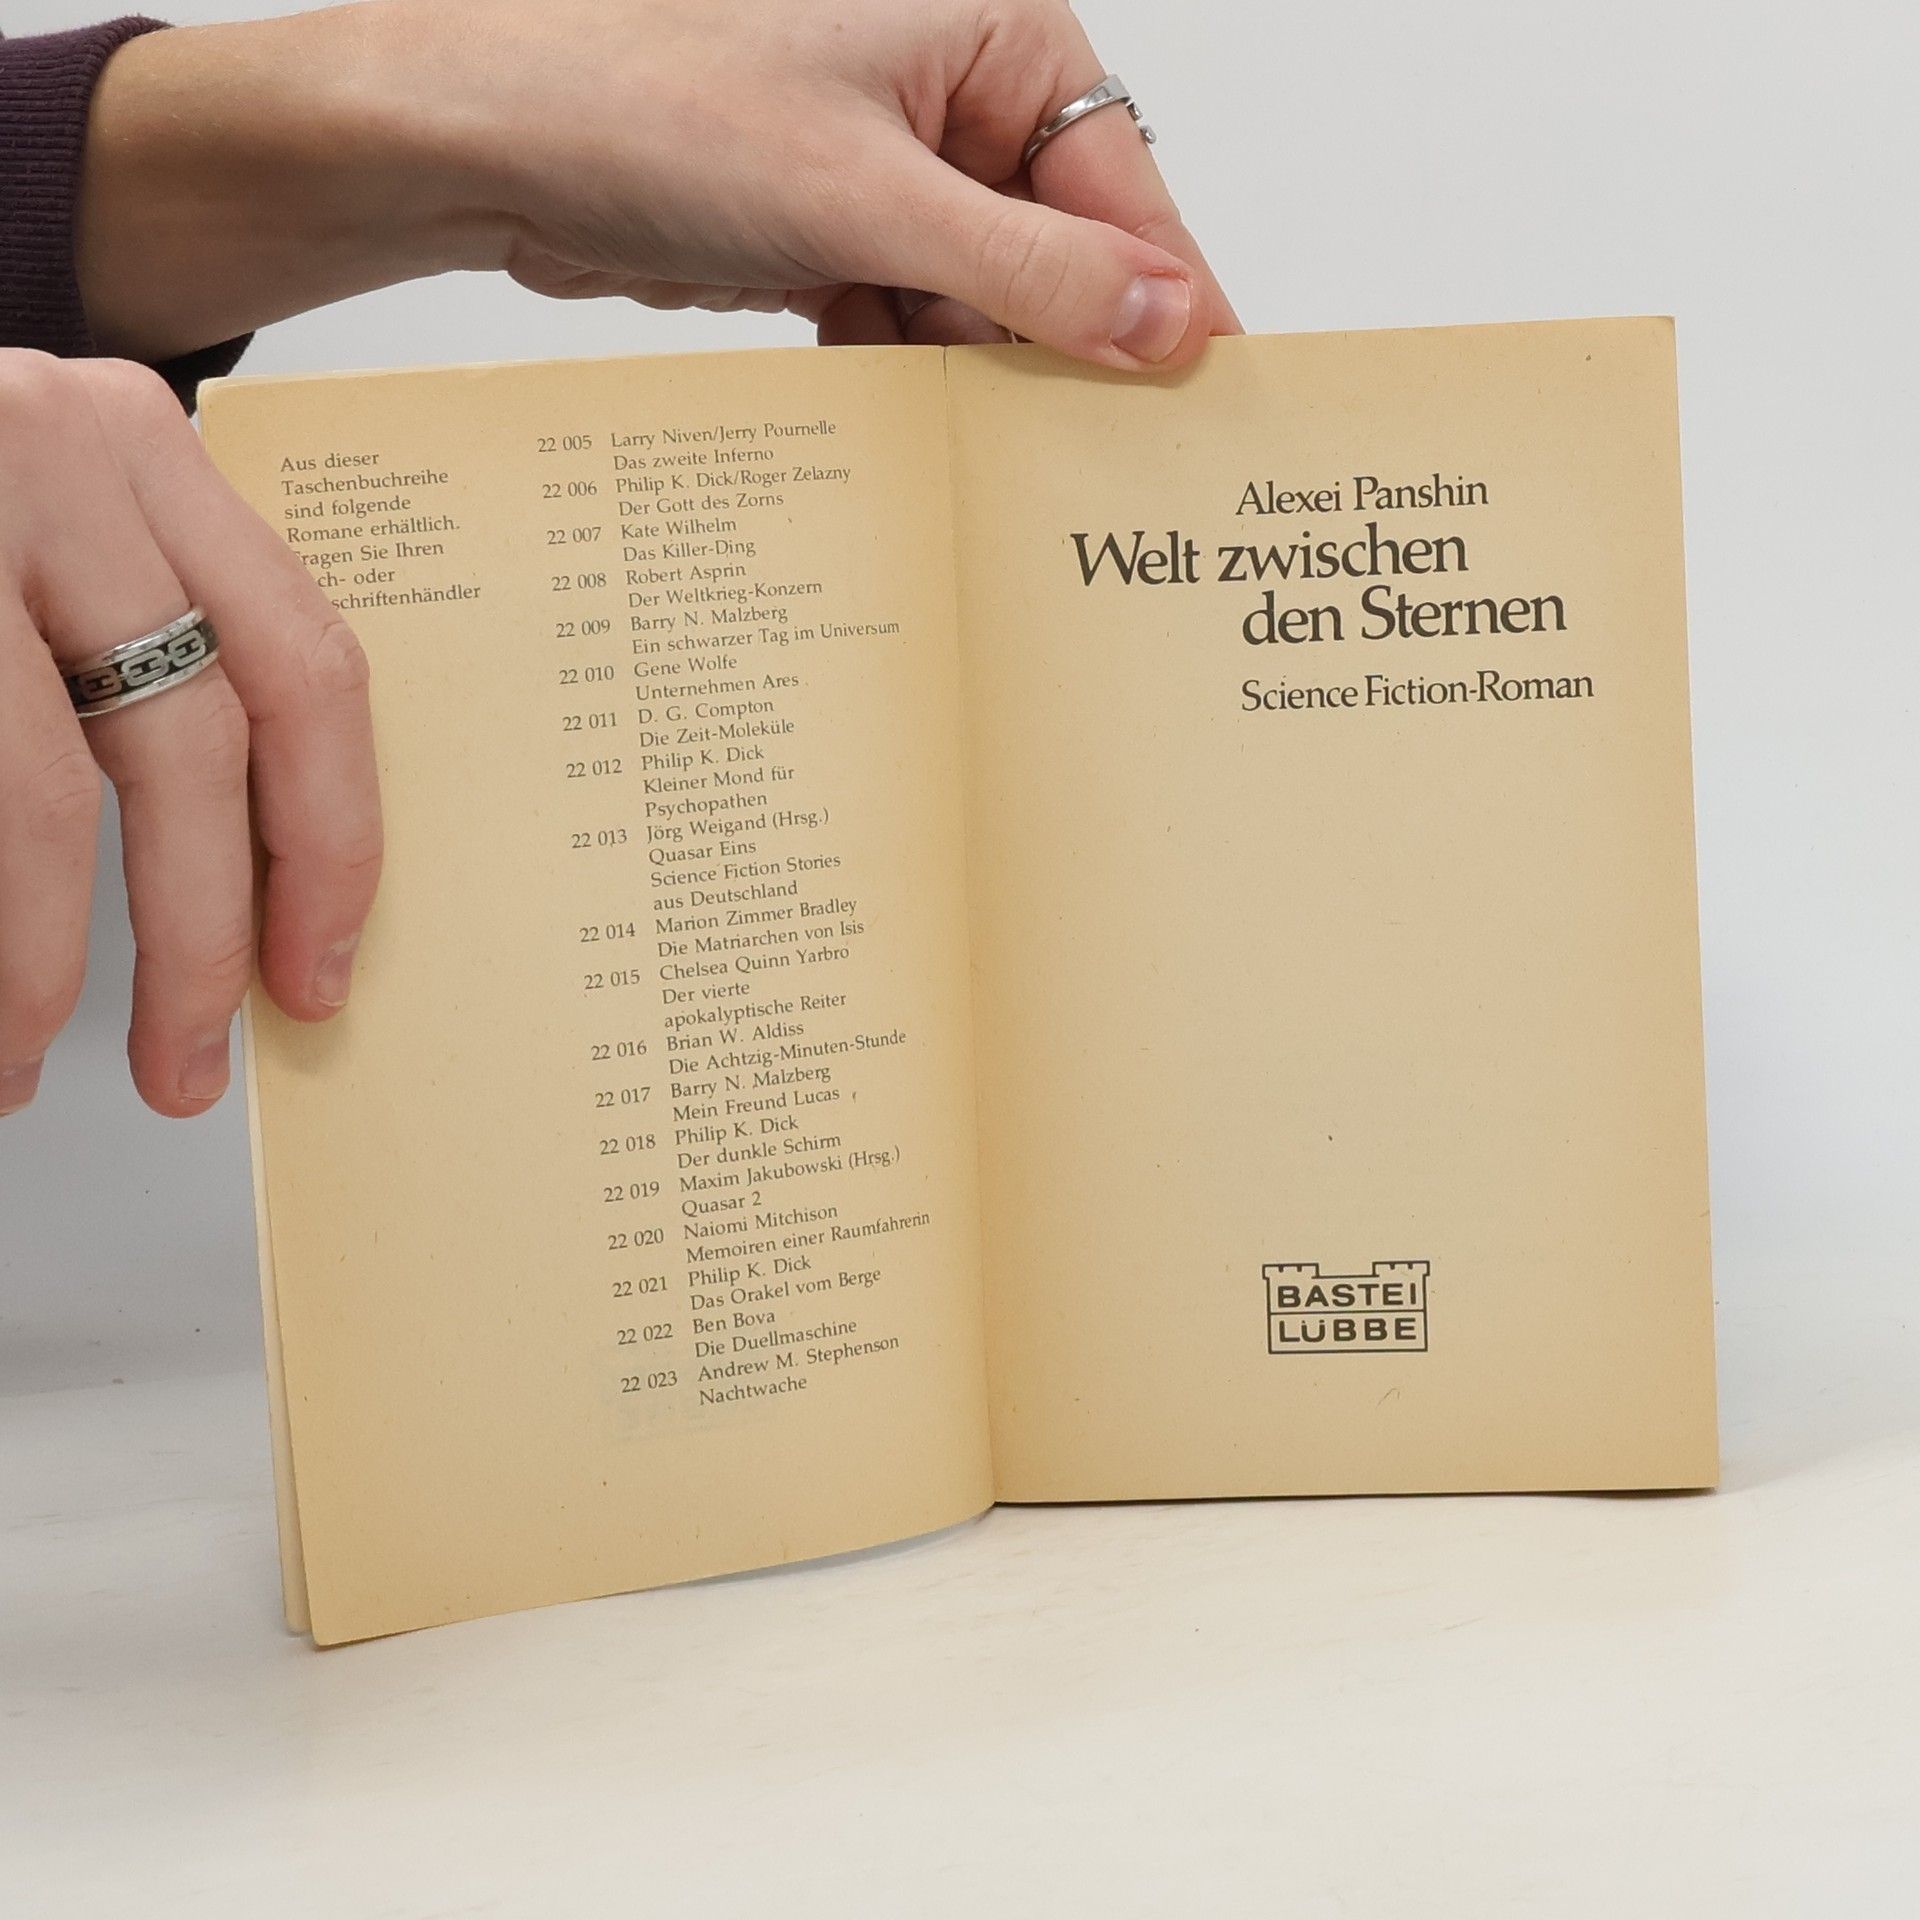 Aus dieser
Taschenbuchreihe
sind folgende
Romane erhältlich.
ragen Sie Ihren
ch- oder
schriftenhändler
22 005 Larry Niven/Jerry Pournelle
Das zweite Inferno
22 006 Philip K. Dick/Roger Zelazny
Der Gott des Zorns
22 007 Kate Wilhelm
Das Killer-Ding
22 008 Robert Asprin
Der Weltkrieg-Konzern
22 009 Barry N. Malzberg
Ein schwarzer Tag im Universum
22 010 Gene Wolfe
Unternehmen Ares
22 011 D. G. Compton
Die Zeit-Moleküle
22 012 Philip K. Dick
Kleiner Mond für
Psychopathen
22 013 Jörg Weigand (Hrsg.)
Quasar Eins
Science Fiction Stories
aus Deutschland
22 014 Marion Zimmer Bradley
Die Matriarchen von Isis
22 015 Chelsea Quinn Yarbro
Der vierte
apokalyptische Reiter
22 016 Brian W. Aldiss
Die Achtzig-Minuten-Stunde
22 017 Barry N. Malzberg
Mein Freund Lucas
22 018 Philip K. Dick
Der dunkle Schirm
22 019 Maxim Jakubowski (Hrsg.)
Quasar 2
22 020 Naiomi Mitchison
Memoiren einer Raumfahrerin
22 021 Philip K. Dick
Das Orakel vom Berge
22 022 Ben Bova
Die Duellmaschine
22 023 Andrew M. Stephenson
Nachtwache
Alexei Panshin
Welt zwischen
den Sternen
Science Fiction-Roman
BASTEI
LÜBBE